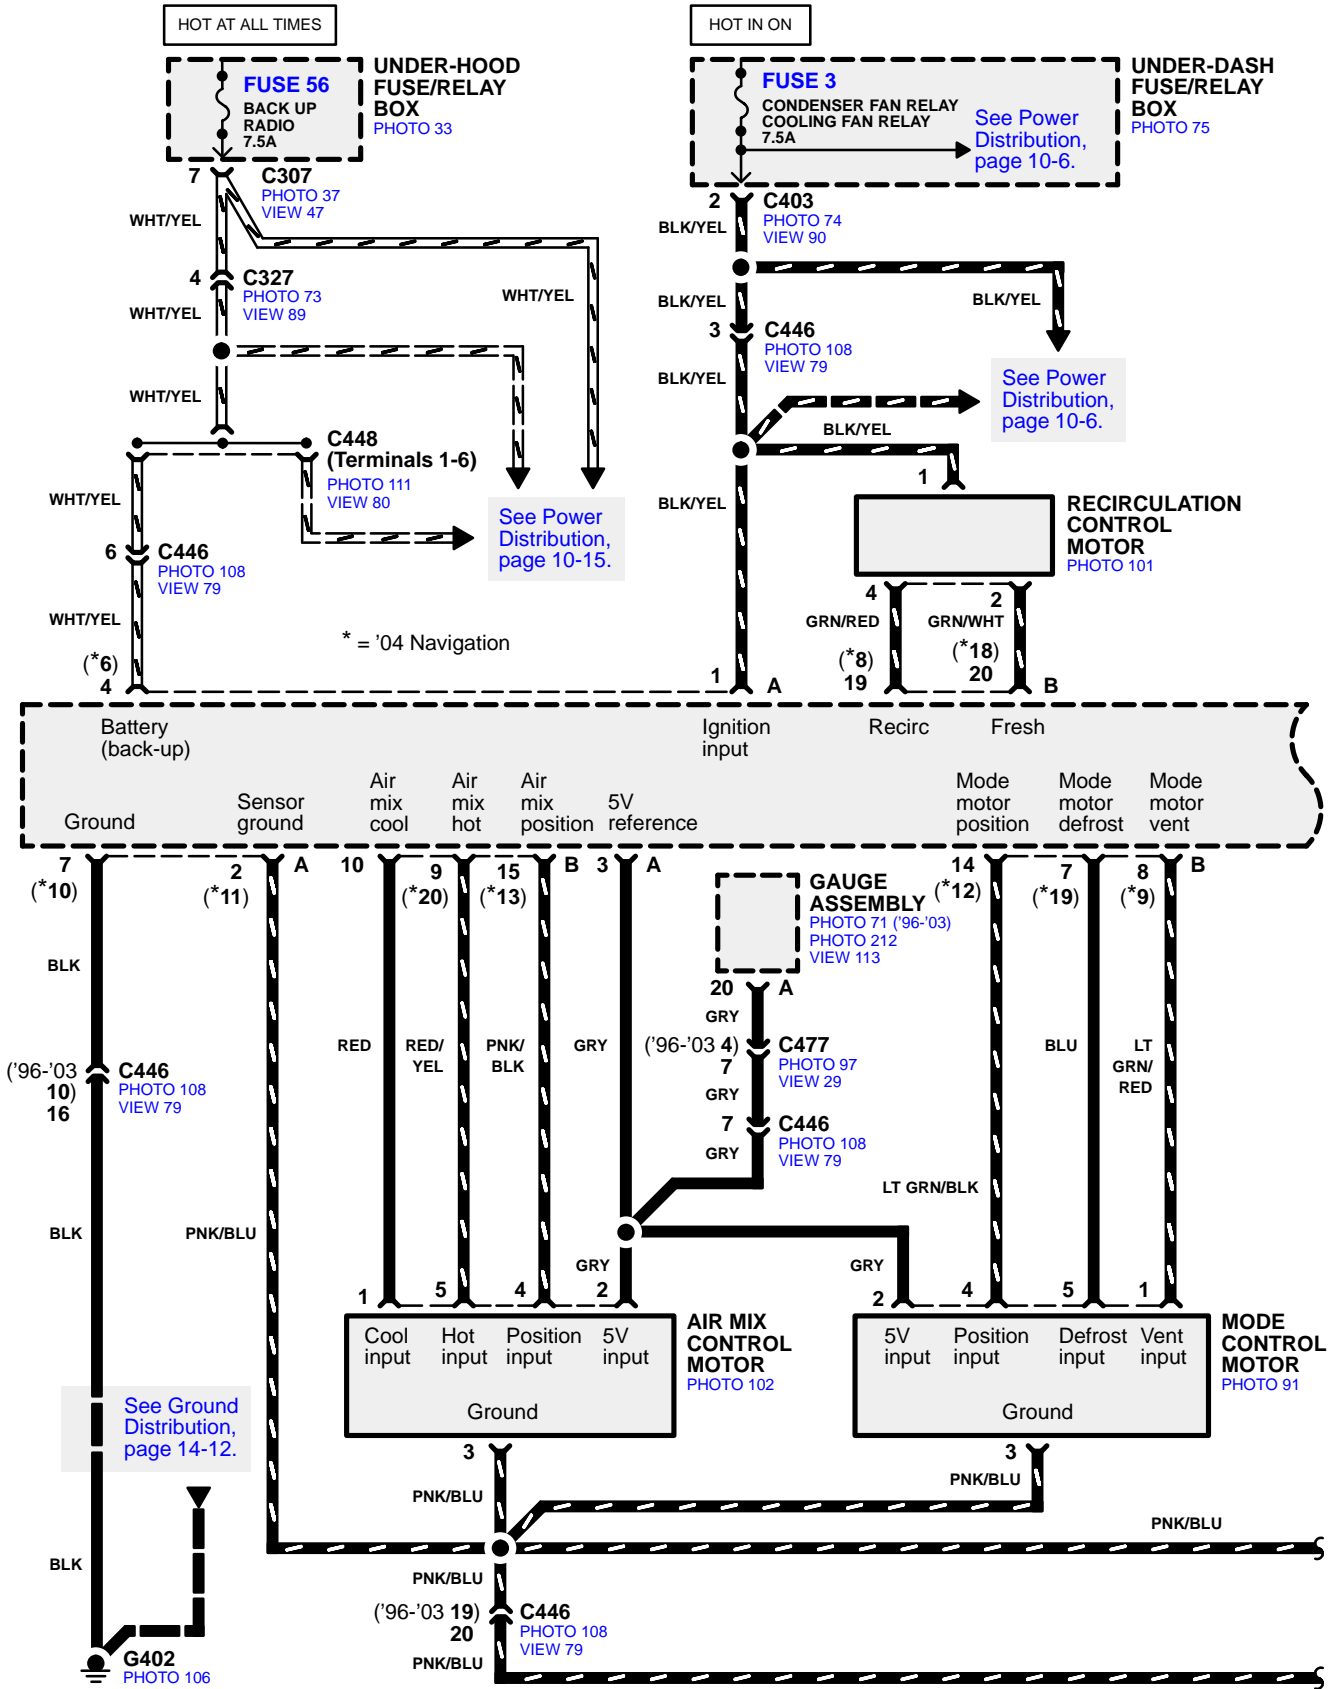 HOT AT ALL TIMES
HOT IN ON
FUSE 56
BACK UP
RADIO
7.5A
UNDER-HOOD
FUSE/RELAY
BOX
PHOTO 33
FUSE 3
CONDENSER FAN RELAY
COOLING FAN RELAY
7.5A
See Power
Distribution,
page 10-6.
UNDER-DASH
FUSE/RELAY
BOX
PHOTO 75
7
C307
PHOTO 37
VIEW 47
WHT/YEL
2
C403
PHOTO 74
VIEW 90
BLK/YEL
4
C327
PHOTO 73
VIEW 89
WHT/YEL
WHT/YEL
BLK/YEL
BLK/YEL
3
C446
PHOTO 108
VIEW 79
BLK/YEL
See Power
Distribution,
page 10-6.
WHT/YEL
BLK/YEL
C448
(Terminals 1-6)
PHOTO 111
VIEW 80
WHT/YEL
See Power
Distribution,
page 10-15.
BLK/YEL
1
RECIRCULATION
CONTROL
MOTOR
PHOTO 101
6
C446
PHOTO 108
VIEW 79
WHT/YEL
* = ’04 Navigation
4
2
GRN/RED
GRN/WHT
(*6)
4
1
A
(*8)
19
(*18)
20
B
Battery
(back-up)
Ignition
input
Recirc
Fresh
Ground
Sensor
ground
Air
mix
cool
Air
mix
hot
Air
mix
position
5V
reference
Mode
motor
position
Mode
motor
defrost
Mode
motor
vent
7
(*10)
2
(*11)
A
10
9
(*20)
15
(*13)
B
3
A
14
(*12)
7
(*19)
8
(*9)
B
GAUGE
ASSEMBLY
PHOTO 71 (’96-’03)
PHOTO 212
VIEW 113
BLK
20
A
GRY
RED
RED/
YEL
PNK/
BLK
GRY
(’96-’03 4)
7
C477
PHOTO 97
VIEW 29
BLU
LT
GRN/
RED
(’96-’03
10)
16
C446
PHOTO 108
VIEW 79
GRY
7
C446
PHOTO 108
VIEW 79
GRY
LT GRN/BLK
BLK
PNK/BLU
GRY
GRY
1
5
4
2
2
4
5
1
Cool
input
Hot
input
Position
input
5V
input
Ground
AIR MIX
CONTROL
MOTOR
PHOTO 102
5V
input
Position
input
Defrost
input
Vent
input
Ground
MODE
CONTROL
MOTOR
PHOTO 91
See Ground
Distribution,
page 14-12.
3
3
PNK/BLU
PNK/BLU
PNK/BLU
BLK
PNK/BLU
(’96-’03 19)
20
C446
PHOTO 108
VIEW 79
PNK/BLU
G402
PHOTO 106